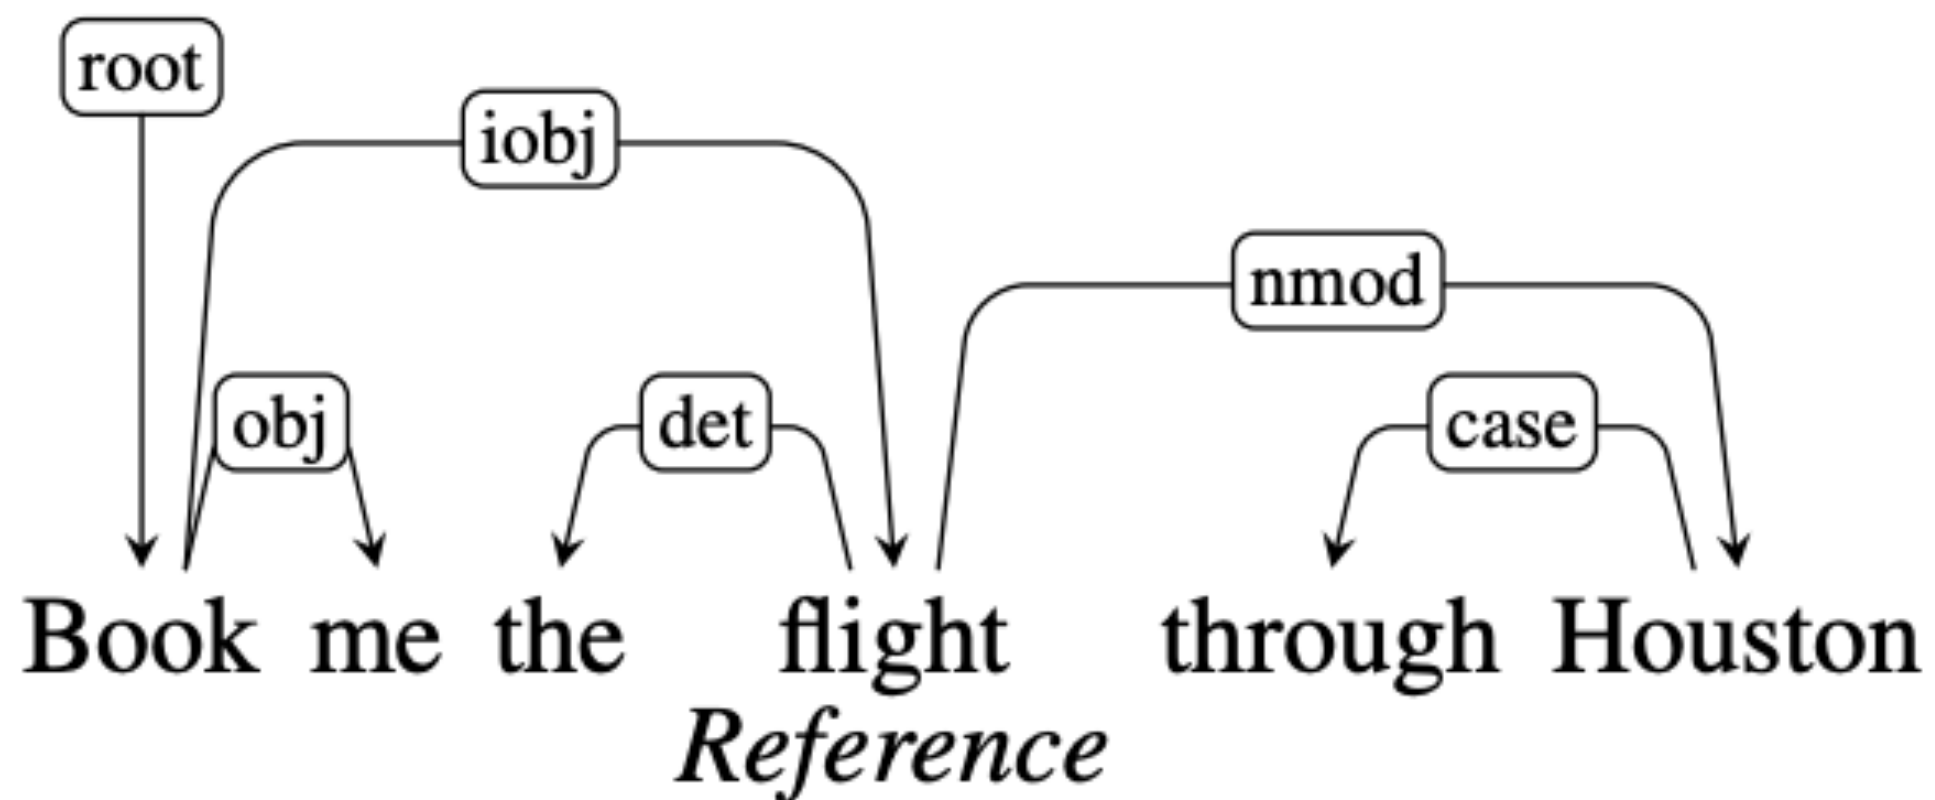 root
iobj
nmod
obj det case
Book me the flight through Houston
Reference